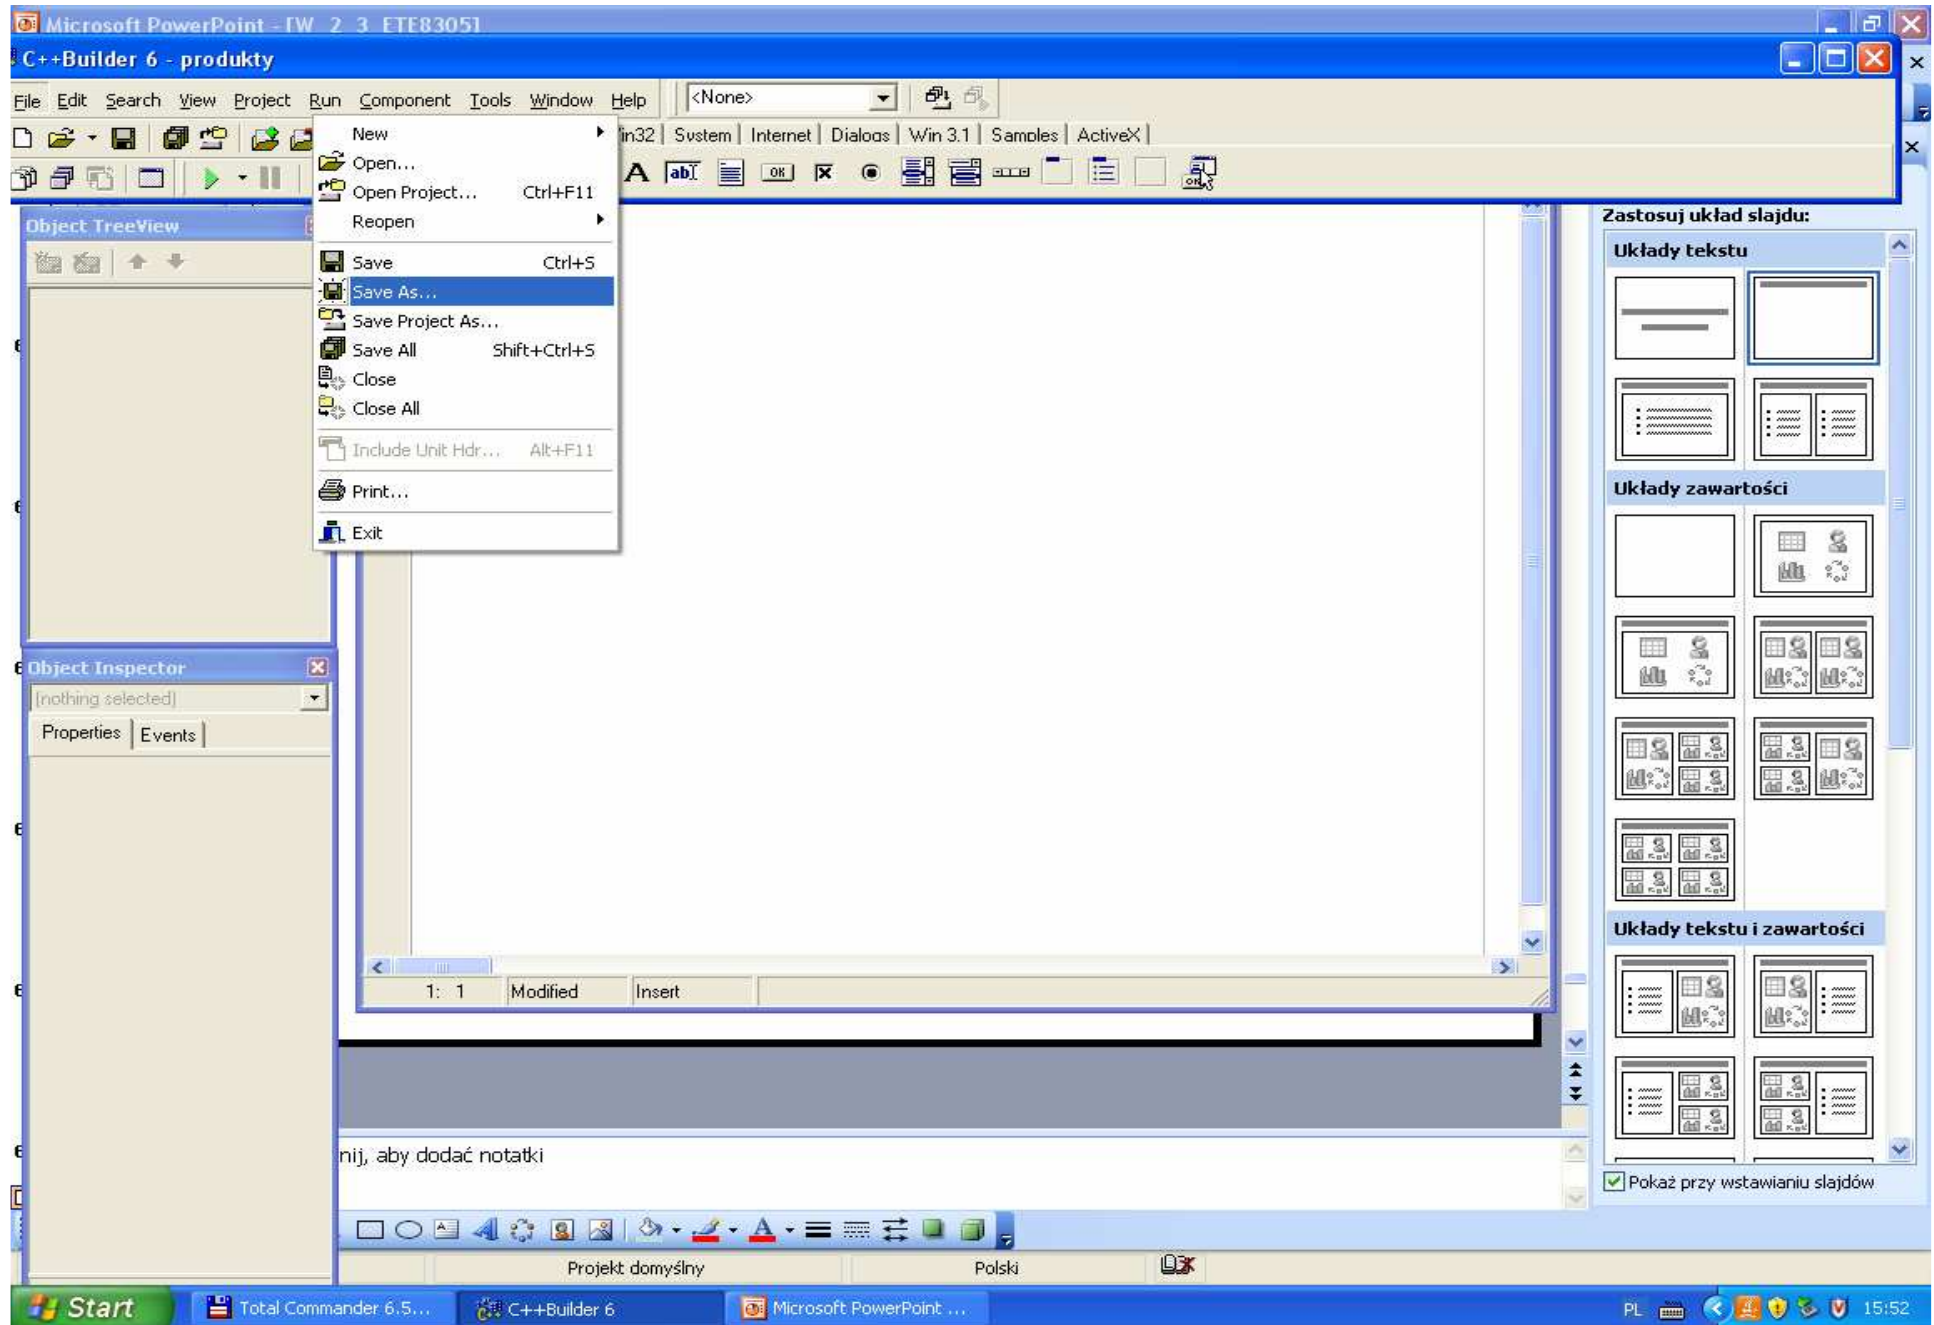 Microsoft PowerPoint - [W_2_3_ETE8305]
C++Builder 6 - produkty
File Edit Search View Project Run Component Tools Window Help <None>
in32 System Internet Dialogs Win 3.1 Samples ActiveX
New
Open...
Open Project... Ctrl+F11
Reopen
Save Ctrl+S
Save As...
Save Project As...
Save All Shift+Ctrl+S
Close
Close All
Include Unit Hdr... Alt+F11
Print...
Exit
Object TreeView
Object Inspector
(nothing selected)
Properties Events
1: 1 Modified Insert
Zastosuj układ slajdu:
Układy tekstu
Układy zawartości
Układy tekstu i zawartości
Pokaż przy wstawianiu slajdów
nij, aby dodać notatki
Projekt domyślny Polski
Start Total Commander 6.5... C++Builder 6 Microsoft PowerPoint ... PL 15:52